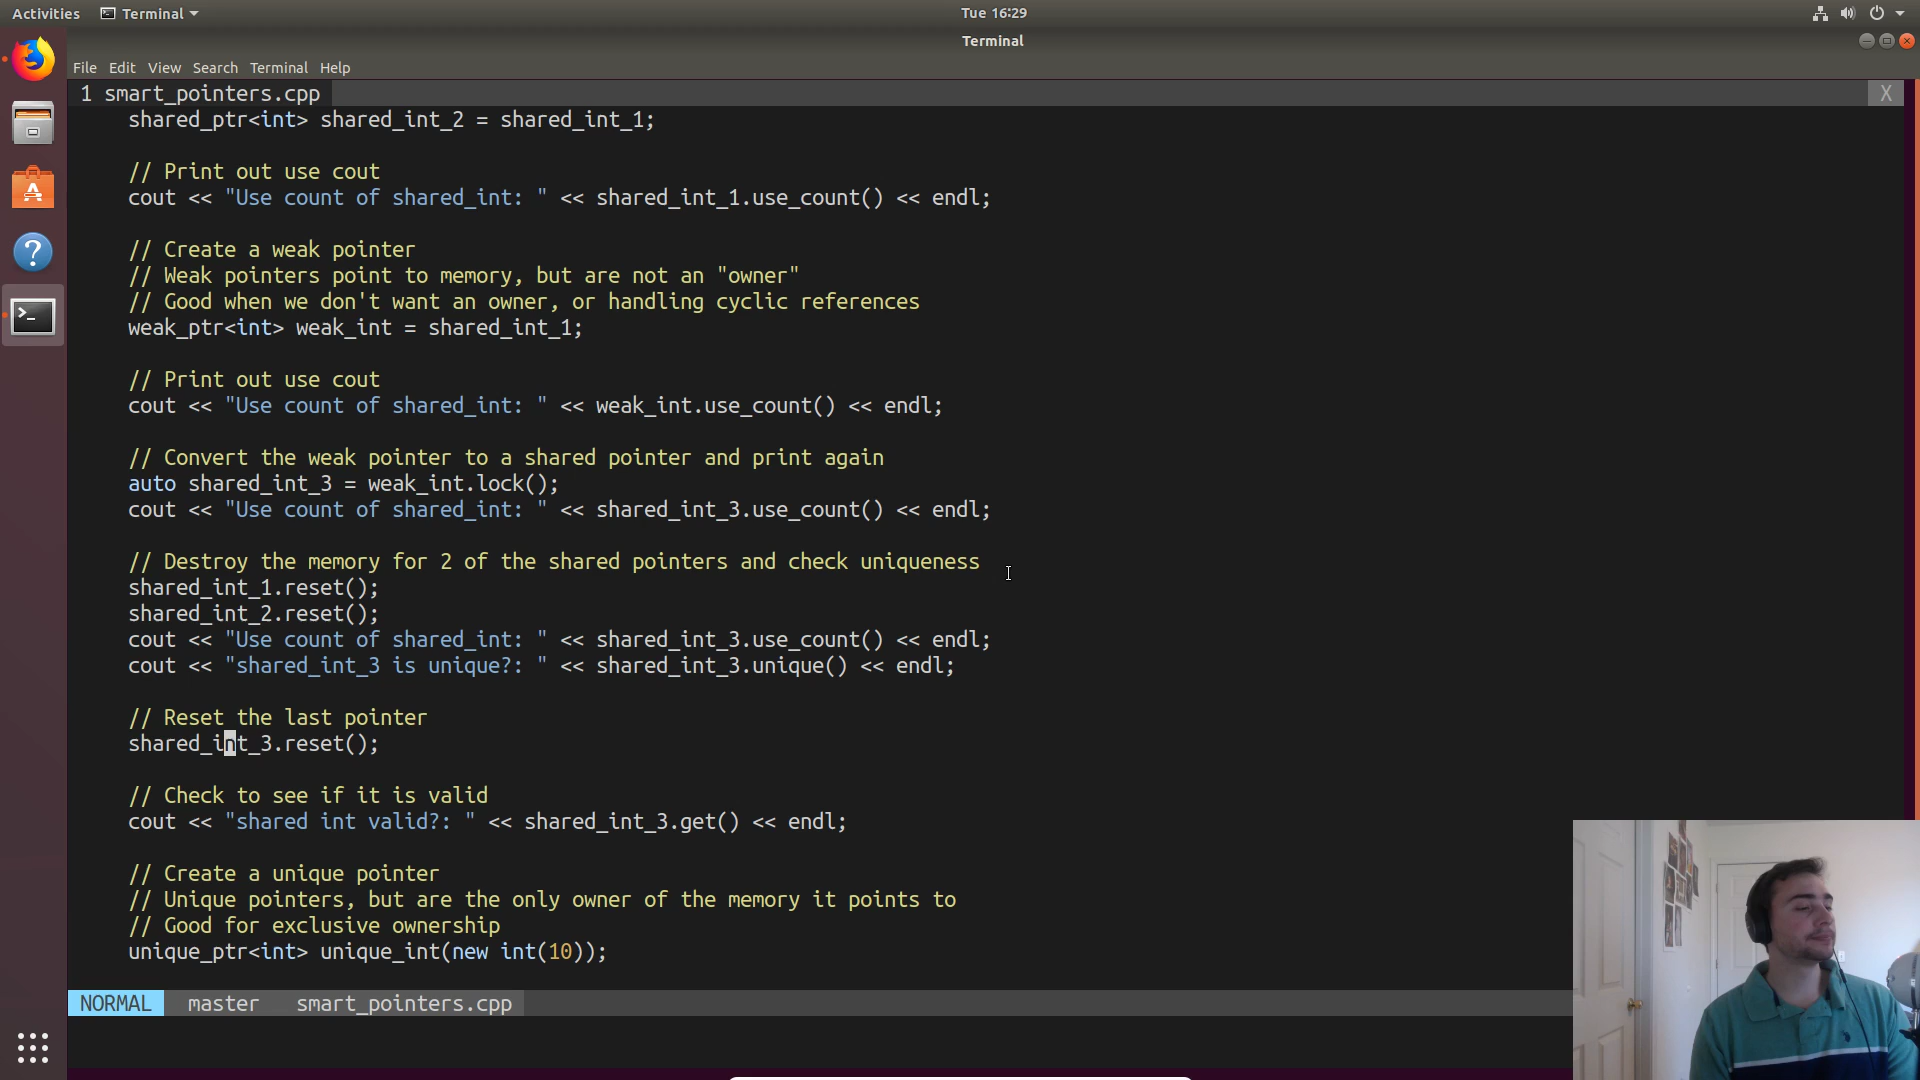 Activities
Terminal
Tue 16:29
Terminal
File Edit View Search Terminal Help
1 smart_pointers.cpp
X
shared_ptr<int> shared_int_2 = shared_int_1;
// Print out use cout
cout << "Use count of shared_int: " << shared_int_1.use_count() << endl;
// Create a weak pointer
// Weak pointers point to memory, but are not an "owner"
// Good when we don't want an owner, or handling cyclic references
weak_ptr<int> weak_int = shared_int_1;
// Print out use cout
cout << "Use count of shared_int: " << weak_int.use_count() << endl;
// Convert the weak pointer to a shared pointer and print again
auto shared_int_3 = weak_int.lock();
cout << "Use count of shared_int: " << shared_int_3.use_count() << endl;
// Destroy the memory for 2 of the shared pointers and check uniqueness
shared_int_1.reset();
shared_int_2.reset();
cout << "Use count of shared_int: " << shared_int_3.use_count() << endl;
cout << "shared_int_3 is unique?: " << shared_int_3.unique() << endl;
// Reset the last pointer
shared_int_3.reset();
// Check to see if it is valid
cout << "shared int valid?: " << shared_int_3.get() << endl;
// Create a unique pointer
// Unique pointers, but are the only owner of the memory it points to
// Good for exclusive ownership
unique_ptr<int> unique_int(new int(10));
NORMAL master smart_pointers.cpp